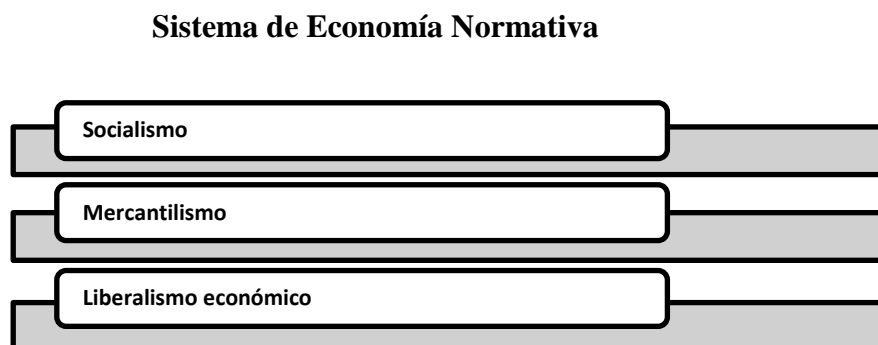 Sistema de Economía Normativa
Socialismo
Mercantilismo
Liberalismo económico